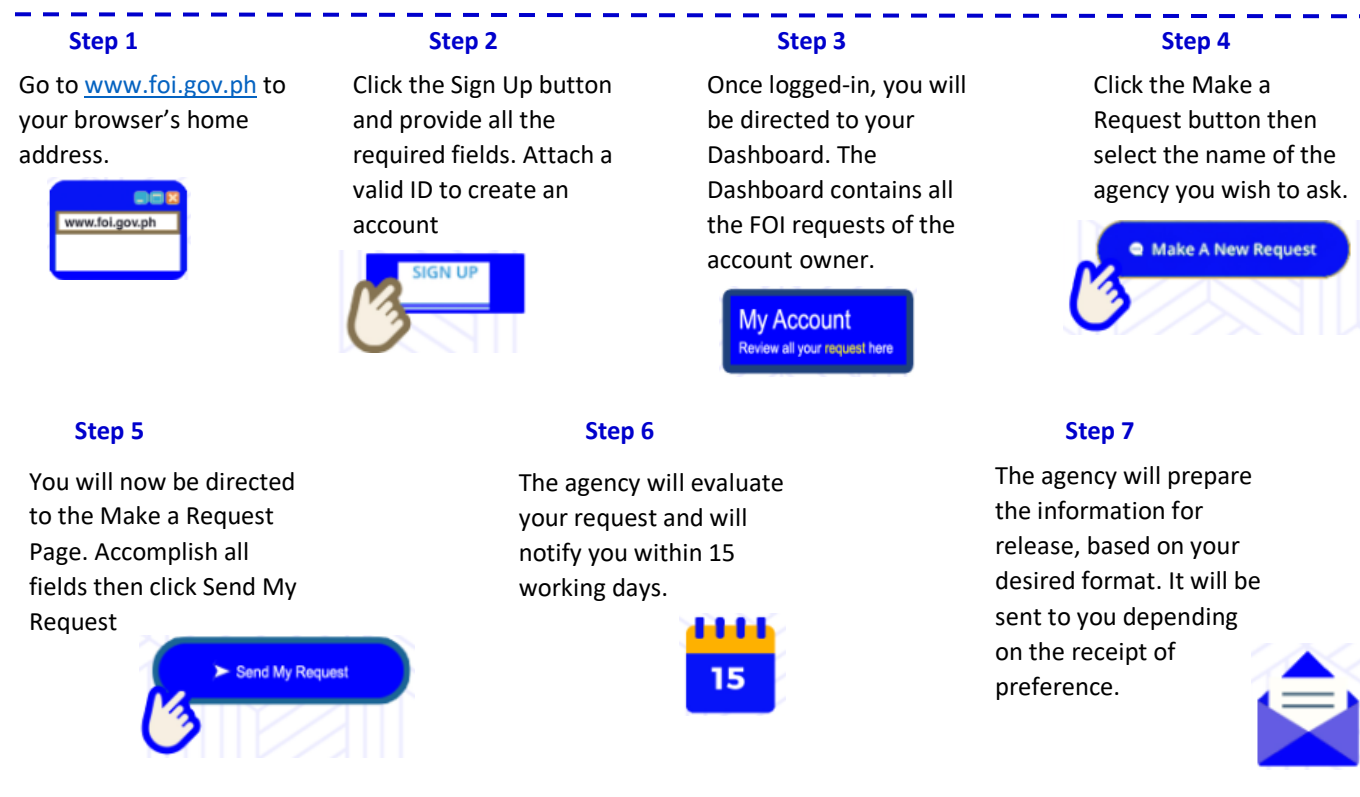 Step 1
Go to www.foi.gov.ph to
your browser’s home
address.
www.foi.gov.ph
Step 2
Click the Sign Up button
and provide all the
required fields. Attach a
valid ID to create an
account
SIGN UP
Step 3
Once logged-in, you will
be directed to your
Dashboard. The
Dashboard contains all
the FOI requests of the
account owner.
My Account
Review all your request here
Step 4
Click the Make a
Request button then
select the name of the
agency you wish to ask.
Make A New Request
Step 5
You will now be directed
to the Make a Request
Page. Accomplish all
fields then click Send My
Request
Send My Request
Step 6
The agency will evaluate
your request and will
notify you within 15
working days.
15
Step 7
The agency will prepare
the information for
release, based on your
desired format. It will be
sent to you depending
on the receipt of
preference.